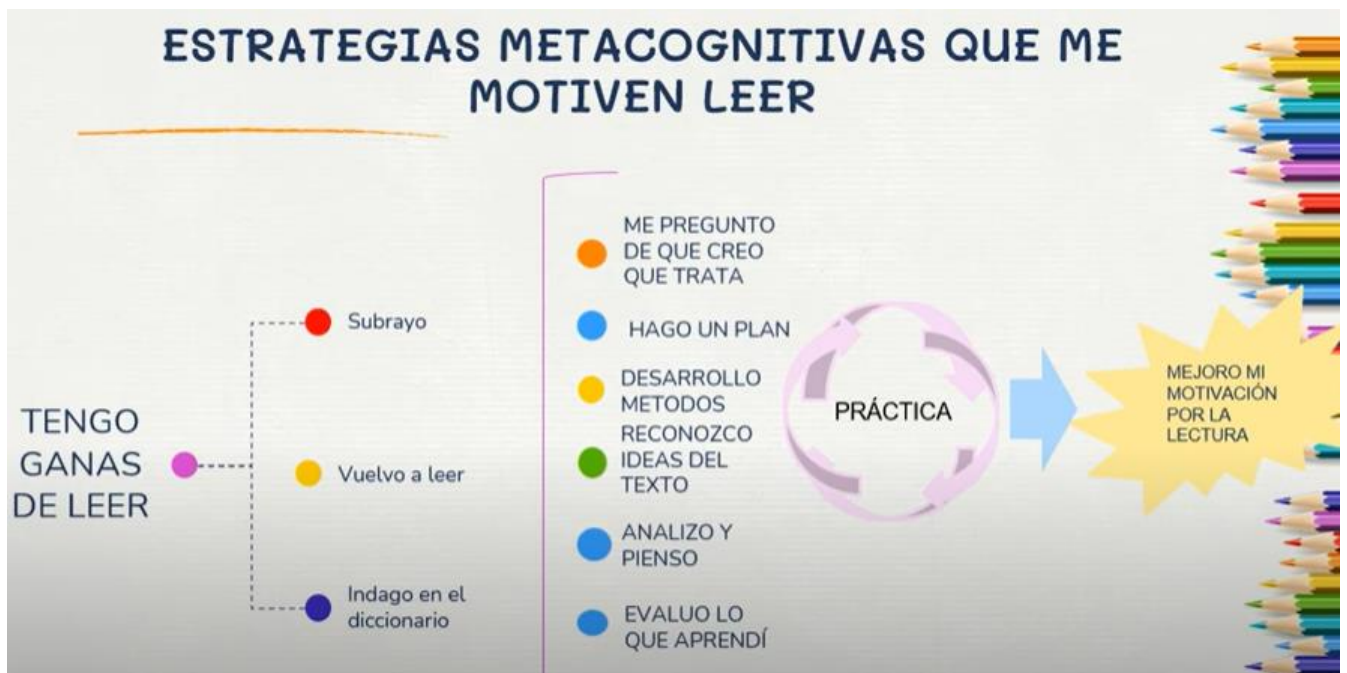 ESTRATEGIAS METACOGNITIVAS QUE ME
MOTIVEN LEER
TENGO
GANAS
DE LEER
Subrayo
Vuelvo a leer
Indago en el
diccionario
ME PREGUNTO
DE QUE CREO
QUE TRATA
HAGO UN PLAN
DESARROLLO
METODOS
RECONOZCO
IDEAS DEL
TEXTO
ANALIZO Y
PIENSO
EVALUO LO
QUE APRENDÍ
PRÁCTICA
MEJORO MI
MOTIVACIÓN
POR LA
LECTURA